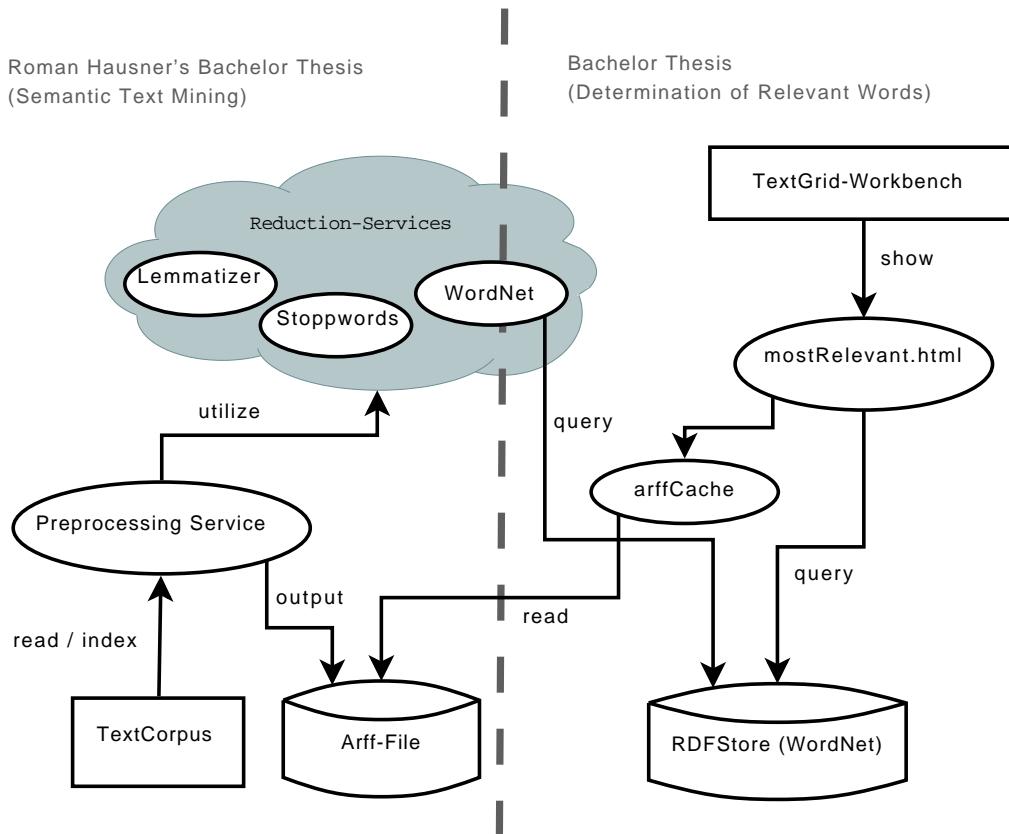 Roman Hausner's Bachelor Thesis
(Semantic Text Mining)
Bachelor Thesis
(Determination of Relevant Words)
TextGrid-Workbench
Reduction-Services
Lemmatizer
Stoppwords
WordNet
show
mostRelevant.html
utilize
query
arffCache
Preprocessing Service
output
read
query
read / index
TextCorpus
Arff-File
RDFStore (WordNet)